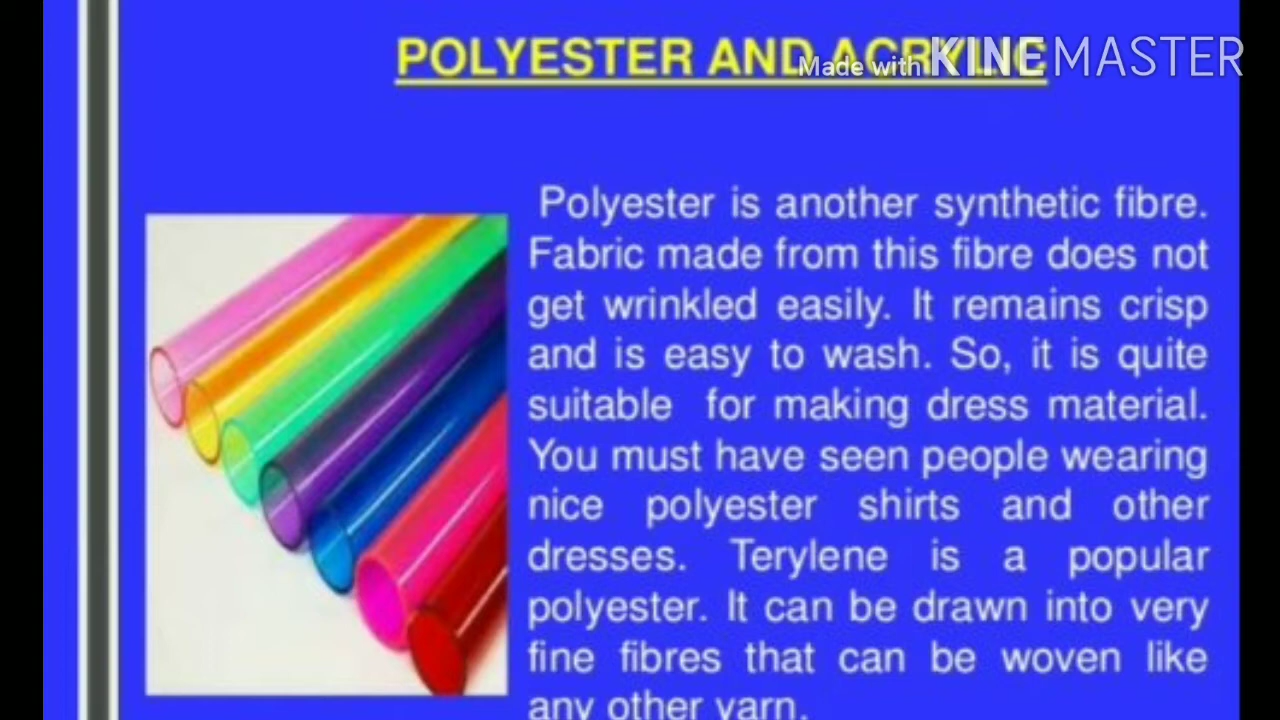 POLYESTER AND ACRYLIC
Made with KINEMASTER
Polyester is another synthetic fibre.
Fabric made from this fibre does not
get wrinkled easily. It remains crisp
and is easy to wash. So, it is quite
suitable for making dress material.
You must have seen people wearing
nice polyester shirts and other
dresses. Terylene is a popular
polyester. It can be drawn into very
fine fibres that can be woven like
any other yarn.